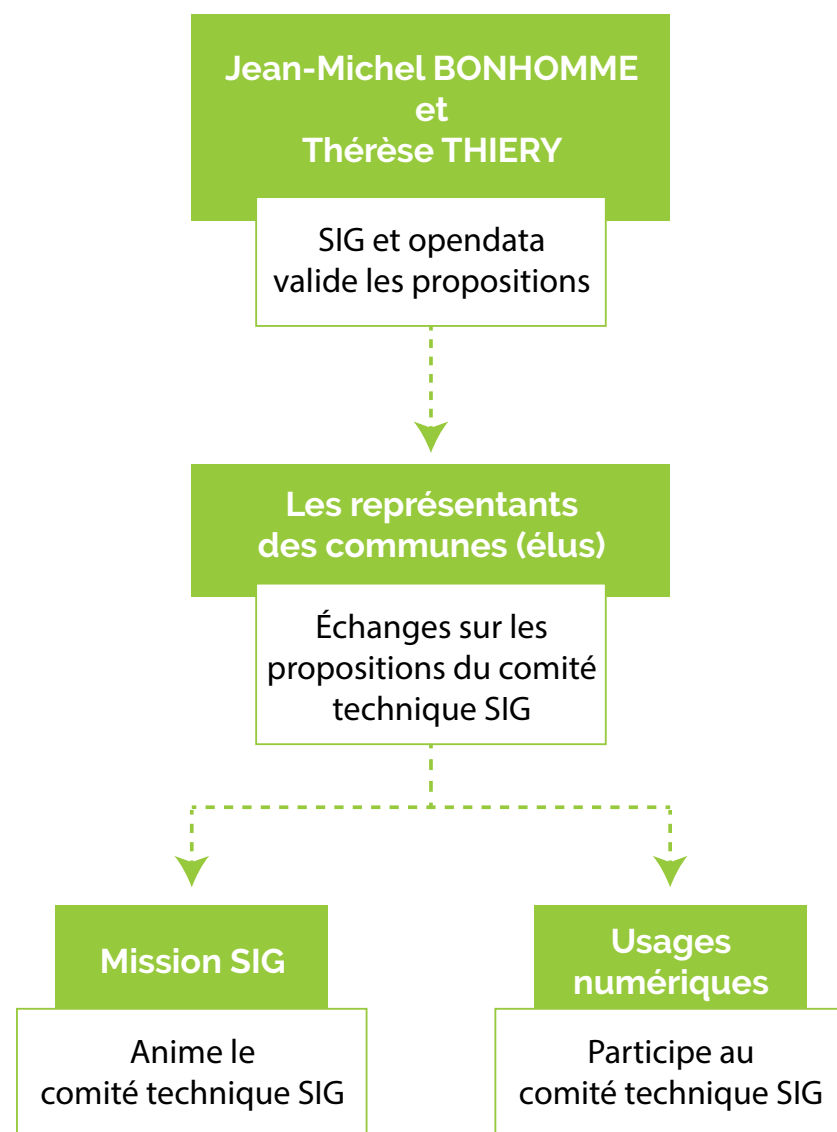 Jean-Michel BONHOMME
et
Thérèse THIERY
SIG et opendata
valide les propositions
Les représentants
des communes (élus)
Échanges sur les
propositions du comité
technique SIG
Mission SIG
Anime le
comité technique SIG
Usages
numériques
Participe au
comité technique SIG